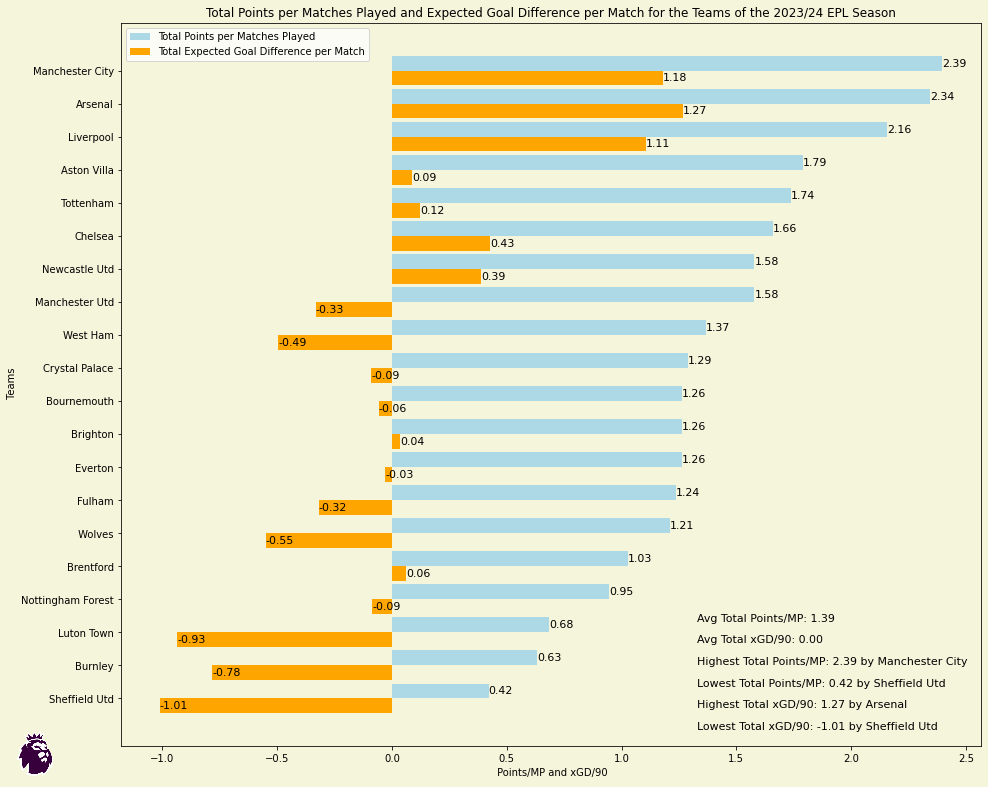 Total Points per Matches Played and Expected Goal Difference per Match for the Teams of the 2023/24 EPL Season
Total Points per Matches Played
Total Expected Goal Difference per Match
Teams
Manchester City 2.39
1.18
Arsenal 2.34
1.27
Liverpool 2.16
1.11
Aston Villa 1.79
0.09
Tottenham 1.74
0.12
Chelsea 1.66
0.43
Newcastle Utd 1.58
0.39
Manchester Utd 1.58
-0.33
West Ham 1.37
-0.49
Crystal Palace 1.29
-0.09
Bournemouth 1.26
-0.06
Brighton 1.26
0.04
Everton 1.26
-0.03
Fulham 1.24
-0.32
Wolves 1.21
-0.55
Brentford 1.03
0.06
Nottingham Forest 0.95
-0.09
Luton Town 0.68
-0.93
Burnley 0.63
-0.78
Sheffield Utd 0.42
-1.01
Avg Total Points/MP: 1.39
Avg Total xGD/90: 0.00
Highest Total Points/MP: 2.39 by Manchester City
Lowest Total Points/MP: 0.42 by Sheffield Utd
Highest Total xGD/90: 1.27 by Arsenal
Lowest Total xGD/90: -1.01 by Sheffield Utd
−1.0 −0.5 0.0 0.5 1.0 1.5 2.0 2.5
Points/MP and xGD/90